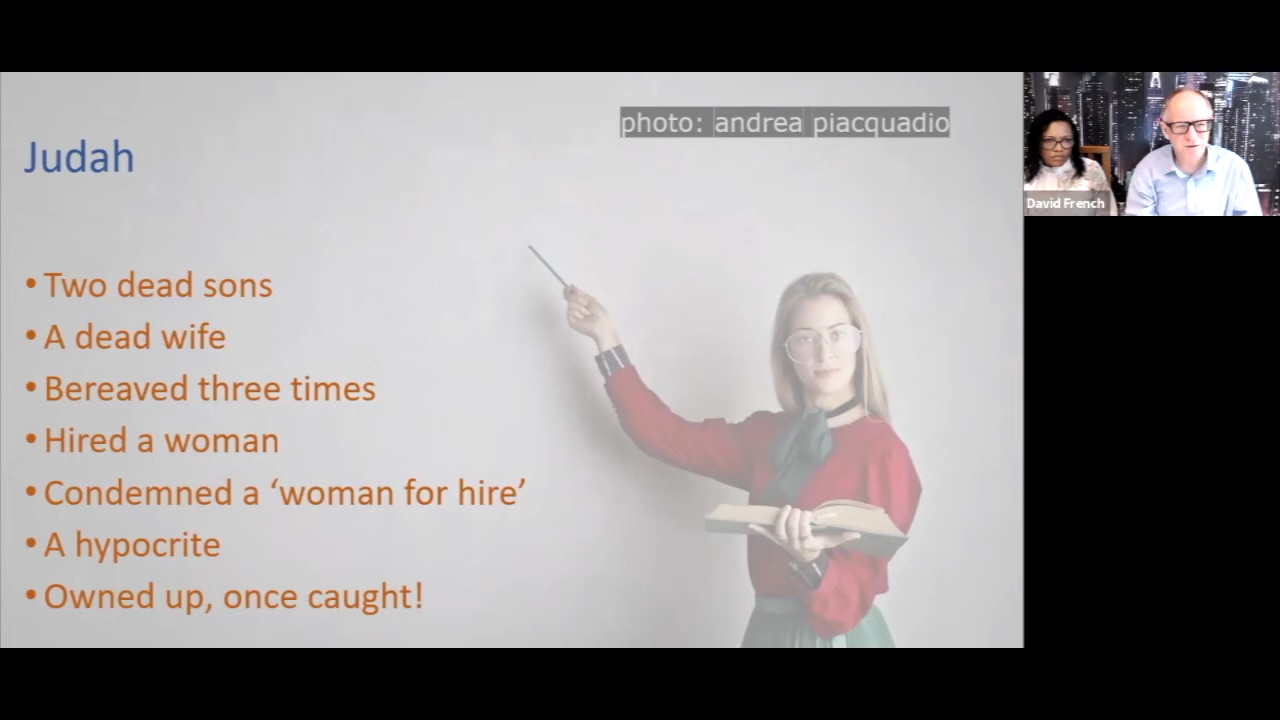 photo: andrea piacquadio
Judah
• Two dead sons
• A dead wife
• Bereaved three times
• Hired a woman
• Condemned a ‘woman for hire’
• A hypocrite
• Owned up, once caught!
David French